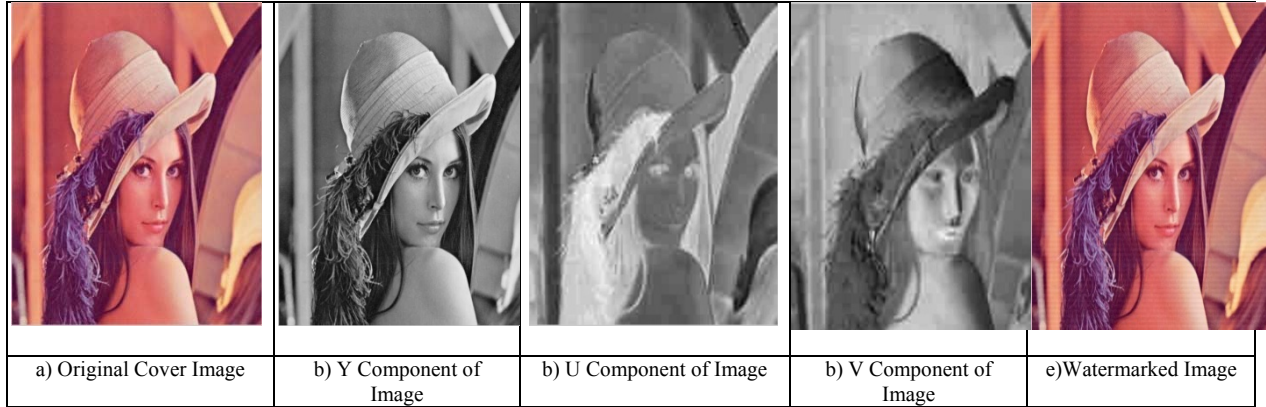 a) Original Cover Image
b) Y Component of
Image
b) U Component of Image
b) V Component of
Image
e)Watermarked Image